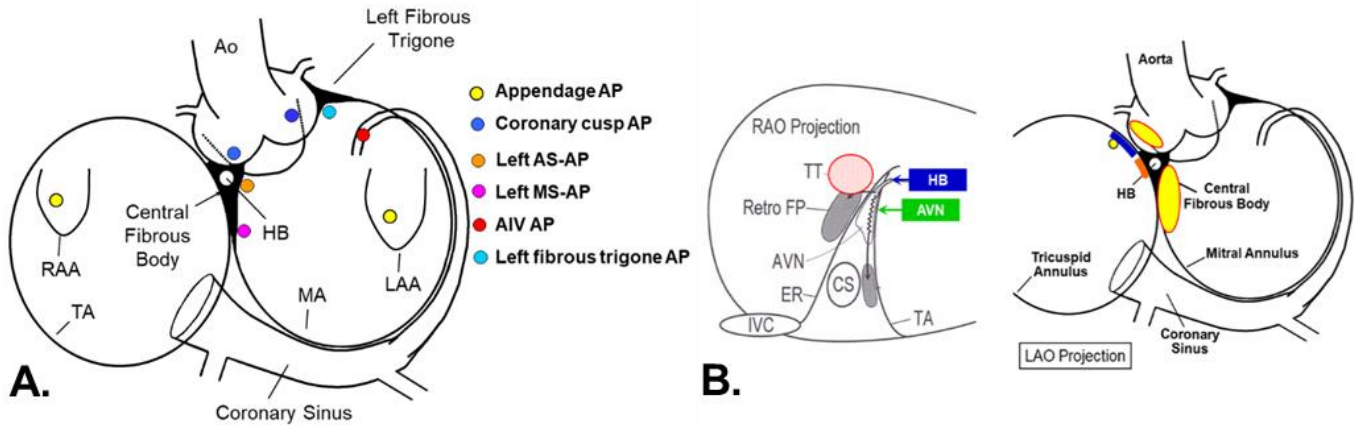 Left Fibrous
Trigone
Ao
Appendage AP
Coronary cusp AP
Left AS-AP
Left MS-AP
AIV AP
Left fibrous trigone AP
Central
Fibrous
Body
HB
RAA
LAA
TA
MA
Coronary Sinus
A.
RAO Projection
TT
HB
Retro FP
AVN
AVN
ER
CS
IVC
TA
B.
Aorta
HB
Central
Fibrous Body
Tricuspid
Annulus
Mitral Annulus
Coronary
Sinus
LAO Projection